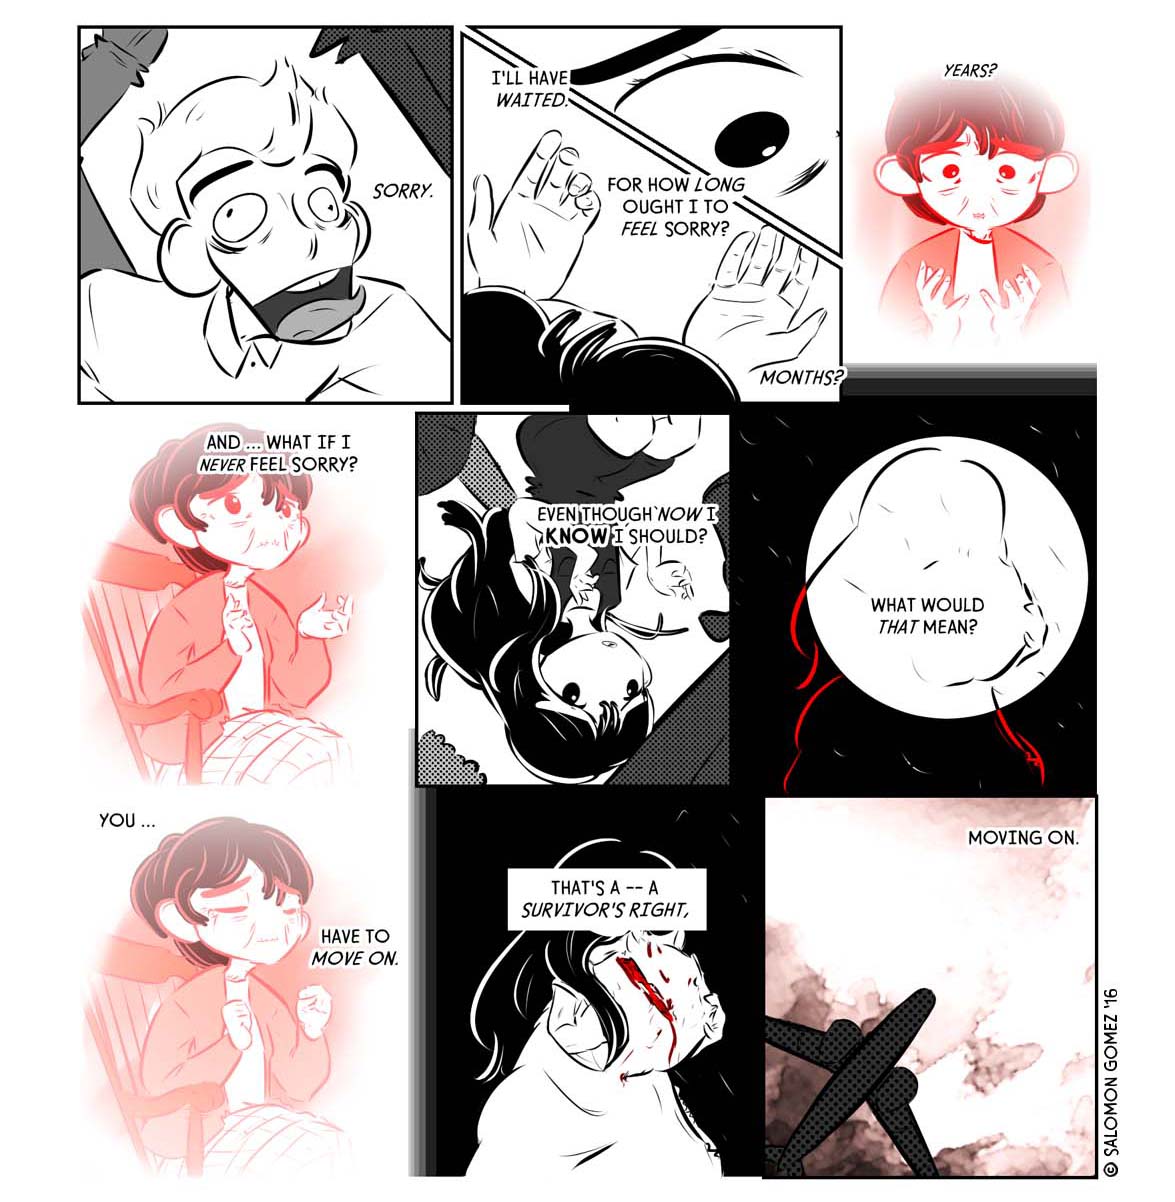 SORRY.
I'LL HAVE
WAITED.
FOR HOW LONG
OUGHT I TO
FEEL SORRY?
MONTHS?
YEARS?
AND ... WHAT IF I
NEVER FEEL SORRY?
EVEN THOUGH NOW I
KNOW I SHOULD?
WHAT WOULD
THAT MEAN?
YOU ...
HAVE TO
MOVE ON.
THAT'S A -- A
SURVIVOR'S RIGHT,
MOVING ON.
© SALOMON GOMEZ '16